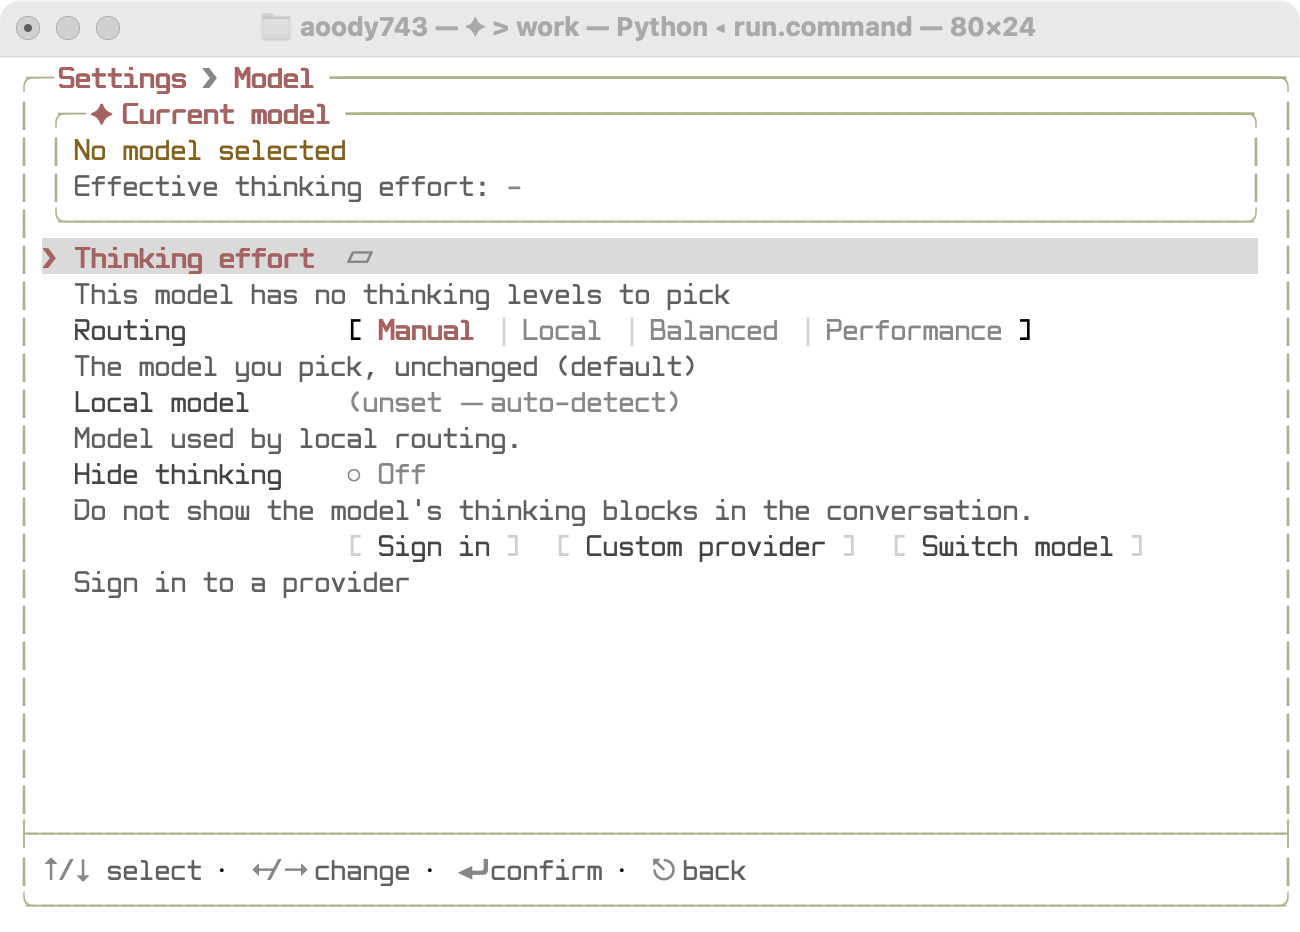 aoody743 — ✦ > work — Python ◂ run.command — 80×24
Settings ❯ Model
✦ Current model
No model selected
Effective thinking effort: –
❯ Thinking effort ▱
This model has no thinking levels to pick
Routing [ Manual | Local | Balanced | Performance ]
The model you pick, unchanged (default)
Local model (unset — auto-detect)
Model used by local routing.
Hide thinking ○ Off
Do not show the model's thinking blocks in the conversation.
[ Sign in ] [ Custom provider ] [ Switch model ]
Sign in to a provider
↑/↓ select · ←/→ change · ↵ confirm · ⎋ back